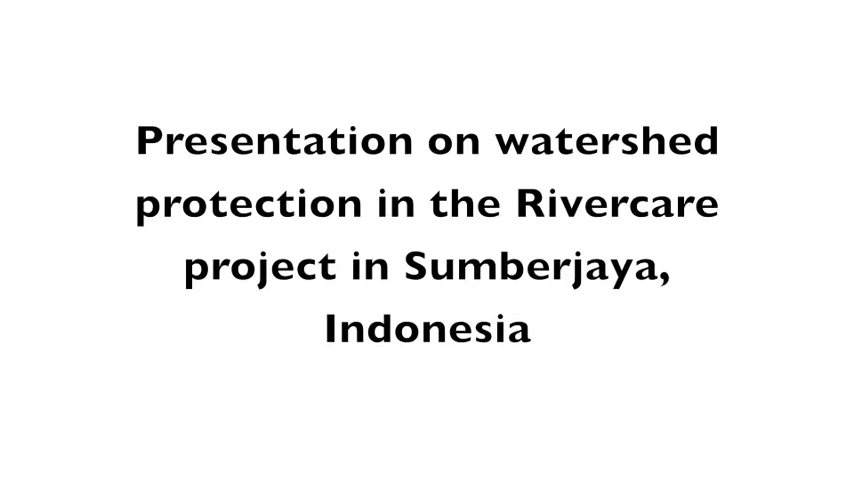 Presentation on watershed
protection in the Rivercare
project in Sumberjaya,
Indonesia